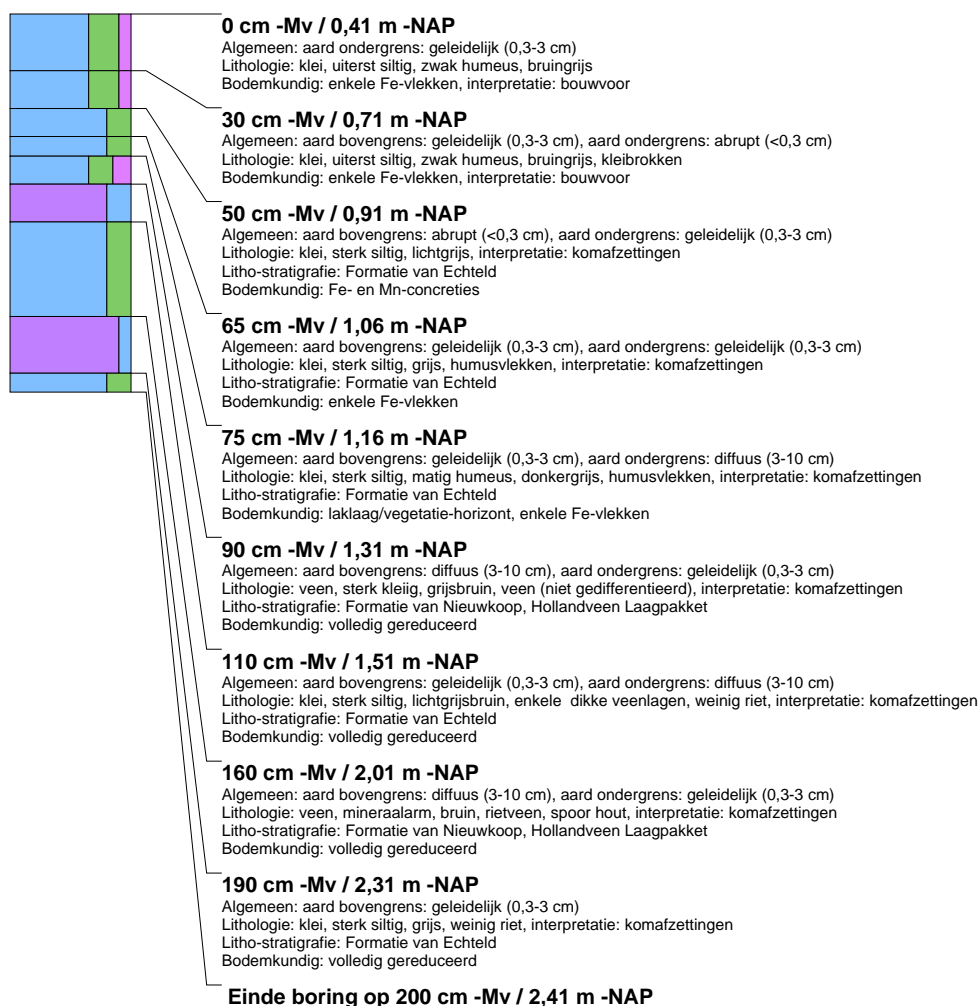 0 cm -Mv / 0,41 m -NAP
Algemeen: aard ondergrens: geleidelijk (0,3-3 cm)
Lithologie: klei, uiterst siltig, zwak humeus, bruingrijs
Bodemkundig: enkele Fe-vlekken, interpretatie: bouwvoor
30 cm -Mv / 0,71 m -NAP
Algemeen: aard bovengrens: geleidelijk (0,3-3 cm), aard ondergrens: abrupt (<0,3 cm)
Lithologie: klei, uiterst siltig, zwak humeus, bruingrijs, kleibrokken
Bodemkundig: enkele Fe-vlekken, interpretatie: bouwvoor
50 cm -Mv / 0,91 m -NAP
Algemeen: aard bovengrens: abrupt (<0,3 cm), aard ondergrens: geleidelijk (0,3-3 cm)
Lithologie: klei, sterk siltig, lichtgrijs, interpretatie: komafzettingen
Litho-stratigrafie: Formatie van Echteld
Bodemkundig: Fe- en Mn-concreties
65 cm -Mv / 1,06 m -NAP
Algemeen: aard bovengrens: geleidelijk (0,3-3 cm), aard ondergrens: geleidelijk (0,3-3 cm)
Lithologie: klei, sterk siltig, grijs, humusvlekken, interpretatie: komafzettingen
Litho-stratigrafie: Formatie van Echteld
Bodemkundig: enkele Fe-vlekken
75 cm -Mv / 1,16 m -NAP
Algemeen: aard bovengrens: geleidelijk (0,3-3 cm), aard ondergrens: diffuus (3-10 cm)
Lithologie: klei, sterk siltig, matig humeus, donkergrijs, humusvlekken, interpretatie: komafzettingen
Litho-stratigrafie: Formatie van Echteld
Bodemkundig: laklaag/vegetatie-horizont, enkele Fe-vlekken
90 cm -Mv / 1,31 m -NAP
Algemeen: aard bovengrens: diffuus (3-10 cm), aard ondergrens: geleidelijk (0,3-3 cm)
Lithologie: veen, sterk kleiig, grijsbruin, veen (niet gedifferentieerd), interpretatie: komafzettingen
Litho-stratigrafie: Formatie van Nieuwkoop, Hollandveen Laagpakket
Bodemkundig: volledig gereduceerd
110 cm -Mv / 1,51 m -NAP
Algemeen: aard bovengrens: geleidelijk (0,3-3 cm), aard ondergrens: diffuus (3-10 cm)
Lithologie: klei, sterk siltig, lichtgrijsbruin, enkele  dikke veenlagen, weinig riet, interpretatie: komafzettingen
Litho-stratigrafie: Formatie van Echteld
Bodemkundig: volledig gereduceerd
160 cm -Mv / 2,01 m -NAP
Algemeen: aard bovengrens: diffuus (3-10 cm), aard ondergrens: geleidelijk (0,3-3 cm)
Lithologie: veen, mineraalarm, bruin, rietveen, spoor hout, interpretatie: komafzettingen
Litho-stratigrafie: Formatie van Nieuwkoop, Hollandveen Laagpakket
Bodemkundig: volledig gereduceerd
190 cm -Mv / 2,31 m -NAP
Algemeen: aard bovengrens: geleidelijk (0,3-3 cm)
Lithologie: klei, sterk siltig, grijs, weinig riet, interpretatie: komafzettingen
Litho-stratigrafie: Formatie van Echteld
Bodemkundig: volledig gereduceerd
Einde boring op 200 cm -Mv / 2,41 m -NAP